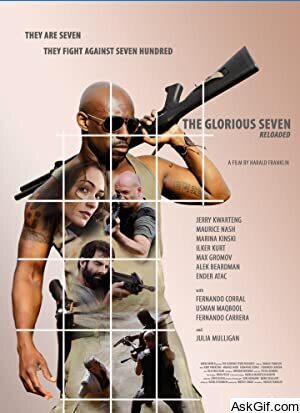 THEY ARE SEVEN
THEY FIGHT AGAINST SEVEN HUNDRED
THE GLORIOUS SEVEN
RELOADED
A FILM BY HARALD FRANKLIN
JERRY KWARTENG
MAURICE NASH
MARINA KINSKI
ILKER KURT
MAX GROMOV
ALEK BEARDMAN
ENDER ATAC
with
FERNANDO CORRAL
USMAN MAQBOOL
FERNANDO CARRERA
and
JULIA MULLIGAN
AskGif.com